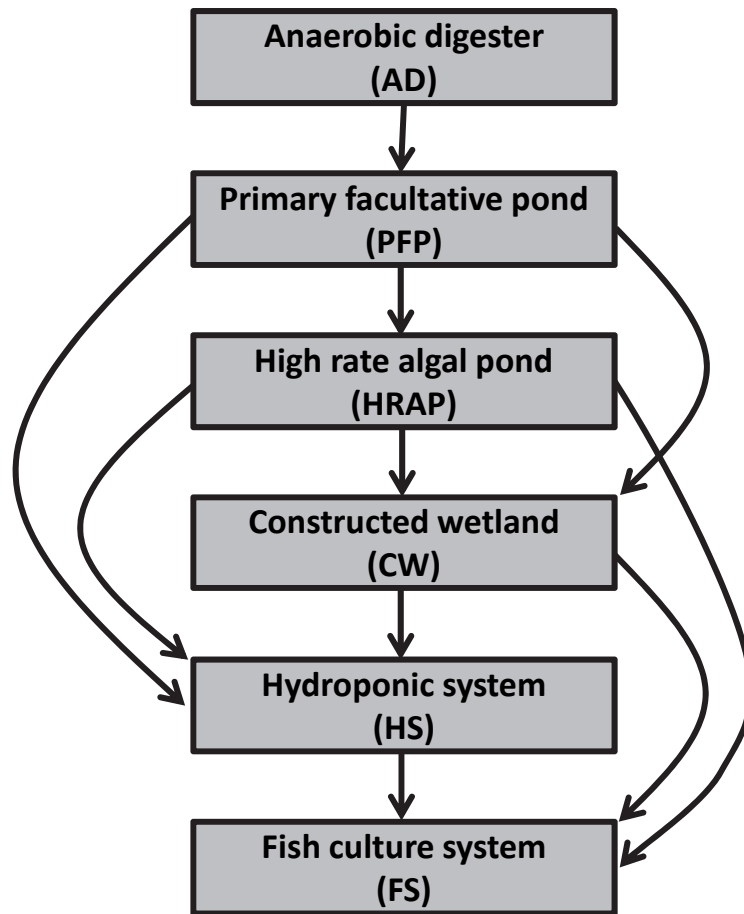 Anaerobic digester
(AD)
Primary facultative pond
(PFP)
High rate algal pond
(HRAP)
Constructed wetland
(CW)
Hydroponic system
(HS)
Fish culture system
(FS)